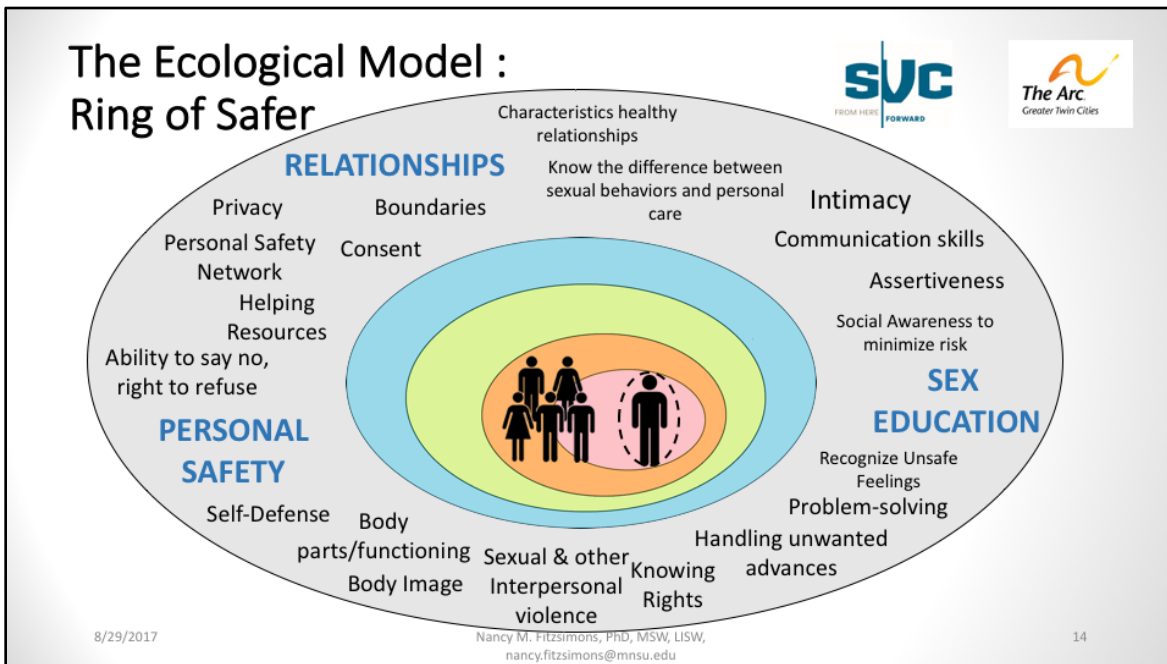 The Ecological Model :
Ring of Safer
SVC
FROM HERE FORWARD
The Arc
Greater Twin Cities
Characteristics healthy
relationships
RELATIONSHIPS
Know the difference between
sexual behaviors and personal
care
Privacy
Boundaries
Intimacy
Personal Safety
Network
Consent
Communication skills
Helping
Resources
Assertiveness
Ability to say no,
right to refuse
Social Awareness to
minimize risk
SEX
EDUCATION
PERSONAL
SAFETY
Recognize Unsafe
Feelings
Self-Defense
Problem-solving
Body
parts/functioning
Body Image
Sexual & other
Interpersonal
violence
Knowing
Rights
Handling unwanted
advances
8/29/2017
Nancy M. Fitzsimons, PhD, MSW, LISW,
nancy.fitzsimons@mnsu.edu
14